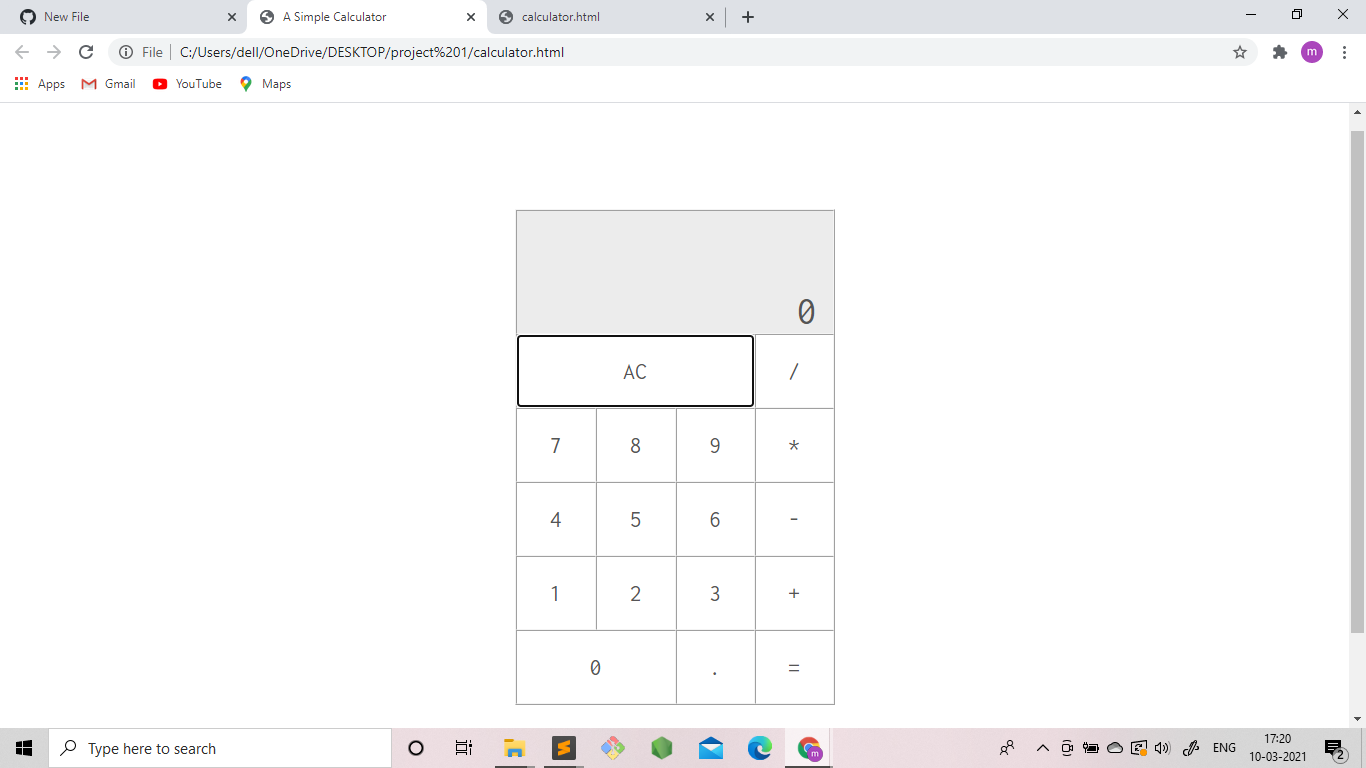 New File
A Simple Calculator
calculator.html
File
C:/Users/dell/OneDrive/DESKTOP/project%201/calculator.html
m
Apps
Gmail
YouTube
Maps
0
AC /
7 8 9 *
4 5 6 -
1 2 3 +
0 . =
Type here to search
m
ENG
17:20
10-03-2021
2